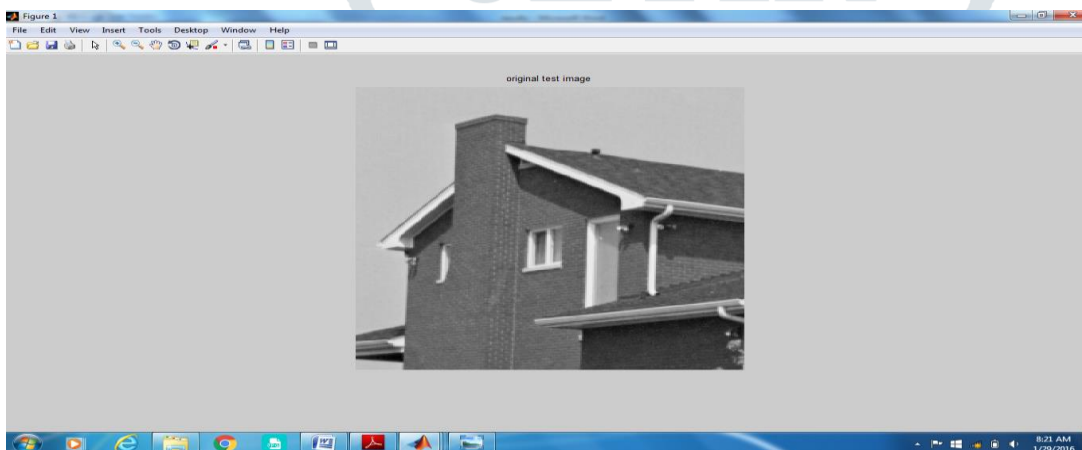 Figure 1
File Edit View Insert Tools Desktop Window Help
original test image
8:21 AM
1/29/2016